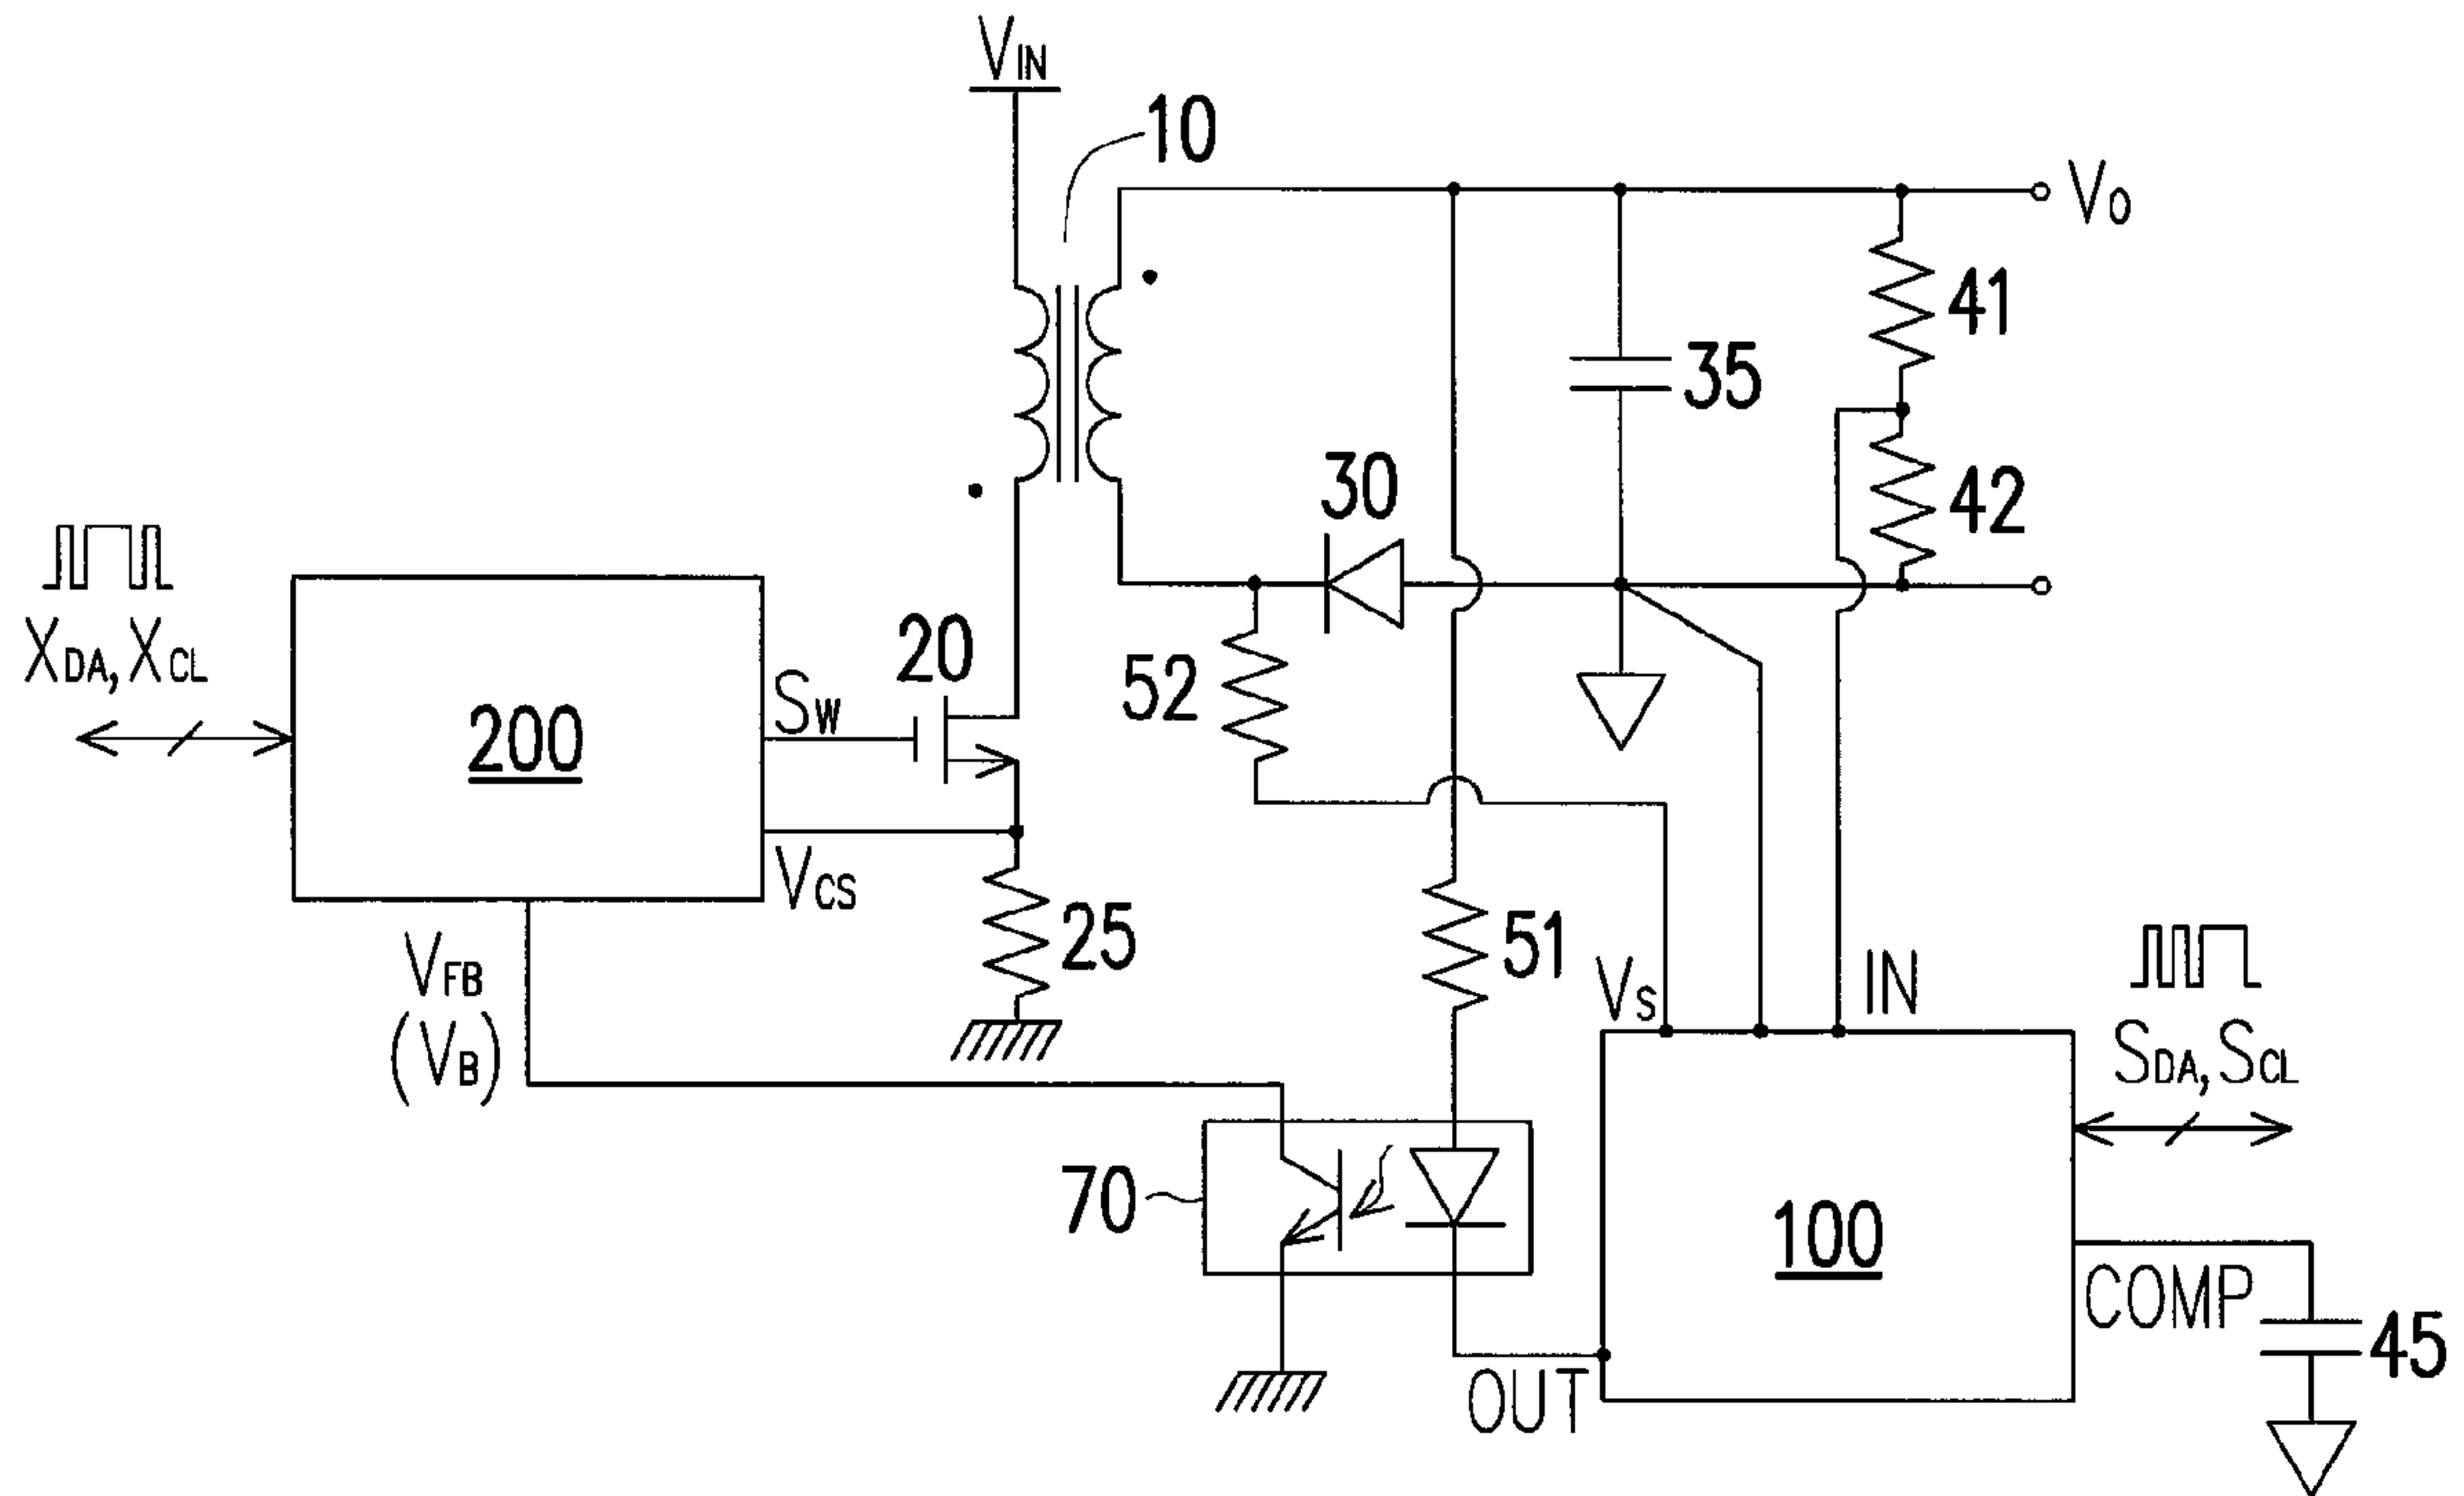 VIN
10
VO
41
35
30
42
XDA, XCL
20
52
SW
200
VCS
25
51
VFB
(VB)
VS
IN
SDA, SCL
70
100
COMP
45
OUT